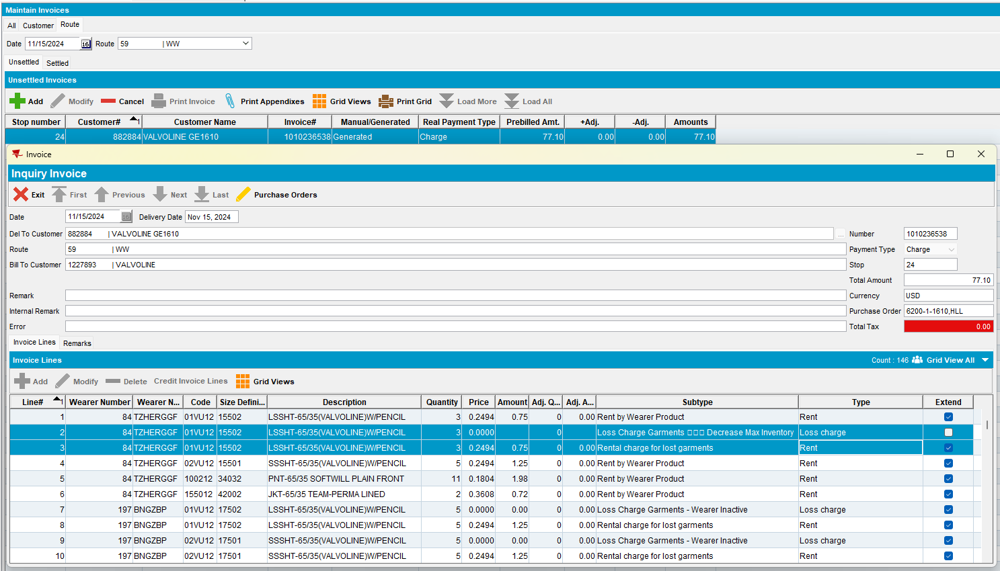 Maintain Invoices
All Customer Route
Date 11/15/2024 16 Route 59 | WW
Unsettled Settled
Unsettled Invoices
Add Modify Cancel Print Invoice Print Appendixes Grid Views Print Grid Load More Load All
Stop number Customer# 1 Customer Name Invoice# Manual/Generated Real Payment Type Prebilled Amt. +Adj. -Adj. Amounts
24 882884 VALVOLINE GE1610 1010236538 Generated Charge 77.10 0.00 0.00 77.10
Invoice
Inquiry Invoice
Exit First Previous Next Last Purchase Orders
Date 11/15/2024 16 Delivery Date Nov 15, 2024
Del To Customer 882884 | VALVOLINE GE1610 ... Number 1010236538
Route 59 | WW Payment Type Charge
Bill To Customer 1227893 | VALVOLINE Stop 24
Total Amount 77.10
Remark Currency USD
Internal Remark Purchase Order 6200-1-1610,HLL
Error Total Tax 0.00
Invoice Lines Remarks
Invoice Lines Count : 146 Grid View All
Add Modify Delete Credit Invoice Lines Grid Views
Line# 1 Wearer Number Wearer N... Code Size Defini... Description Quantity Price Amount Adj. Q... Adj. A... Subtype Type Extend
1 84 TZHERGGF 01VU12 15502 LSSHT-65/35(VALVOLINE)W/PENCIL 3 0.2494 0.75 0 0.00 Rent by Wearer Product Rent
2 84 TZHERGGF 01VU12 15502 LSSHT-65/35(VALVOLINE)W/PENCIL 3 0.0000 0 0.00 Loss Charge Garments □□□ Decrease Max Inventory Loss charge
3 84 TZHERGGF 01VU12 15502 LSSHT-65/35(VALVOLINE)W/PENCIL 3 0.2494 0.75 0 0.00 Rental charge for lost garments Rent
4 84 TZHERGGF 02VU12 15501 SSSHT-65/35(VALVOLINE)W/PENCIL 5 0.2494 1.25 0 0.00 Rent by Wearer Product Rent
5 84 TZHERGGF 100212 34032 PNT-65/35 SOFTWILL PLAIN FRONT 11 0.1804 1.98 0 0.00 Rent by Wearer Product Rent
6 84 TZHERGGF 155012 42002 JKT-65/35 TEAM-PERMA LINED 2 0.3608 0.72 0 0.00 Rent by Wearer Product Rent
7 197 BNGZBP 01VU12 17502 LSSHT-65/35(VALVOLINE)W/PENCIL 5 0.0000 0.00 0 0.00 Loss Charge Garments - Wearer Inactive Loss charge
8 197 BNGZBP 01VU12 17502 LSSHT-65/35(VALVOLINE)W/PENCIL 5 0.2494 1.25 0 0.00 Rental charge for lost garments Rent
9 197 BNGZBP 02VU12 17501 SSSHT-65/35(VALVOLINE)W/PENCIL 5 0.0000 0.00 0 0.00 Loss Charge Garments - Wearer Inactive Loss charge
10 197 BNGZBP 02VU12 17501 SSSHT-65/35(VALVOLINE)W/PENCIL 5 0.2494 1.25 0 0.00 Rental charge for lost garments Rent